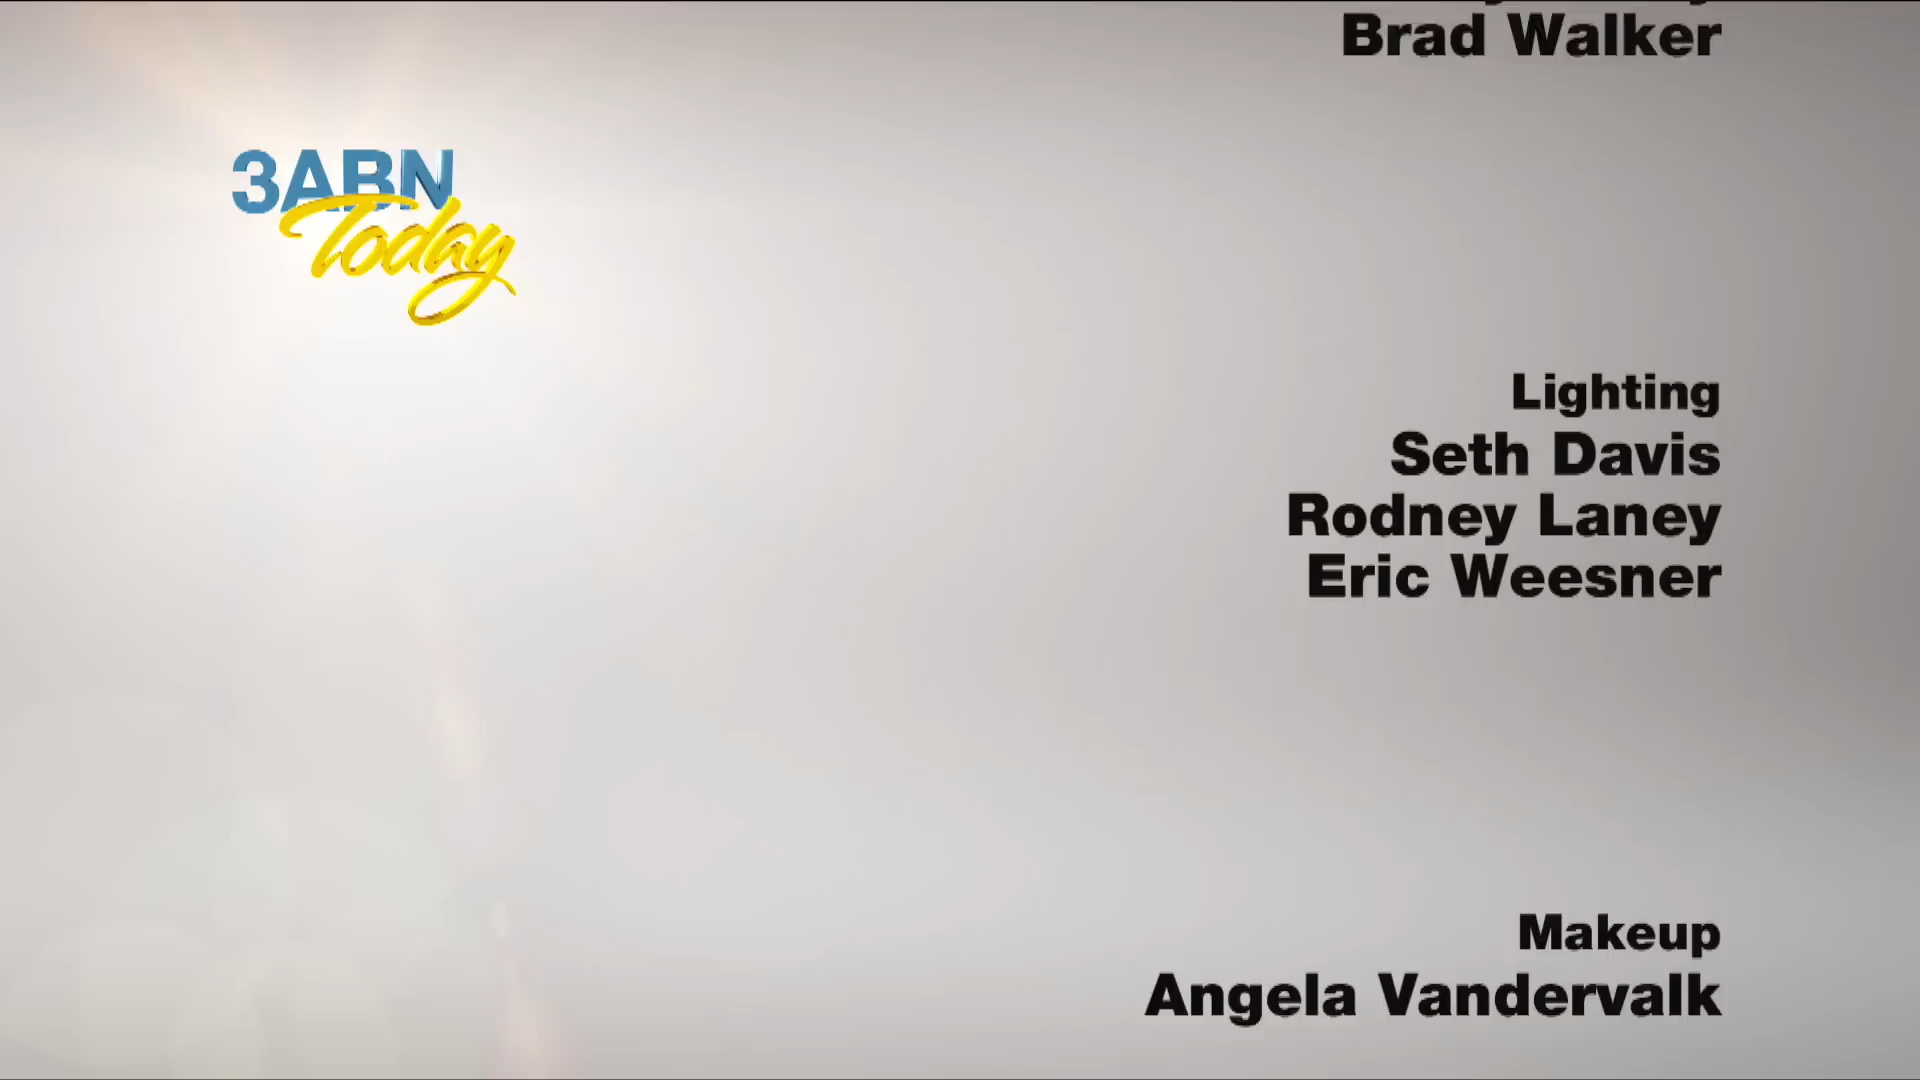 Brad Walker
3ABN
Today
Lighting
Seth Davis
Rodney Laney
Eric Weesner
Makeup
Angela Vandervalk